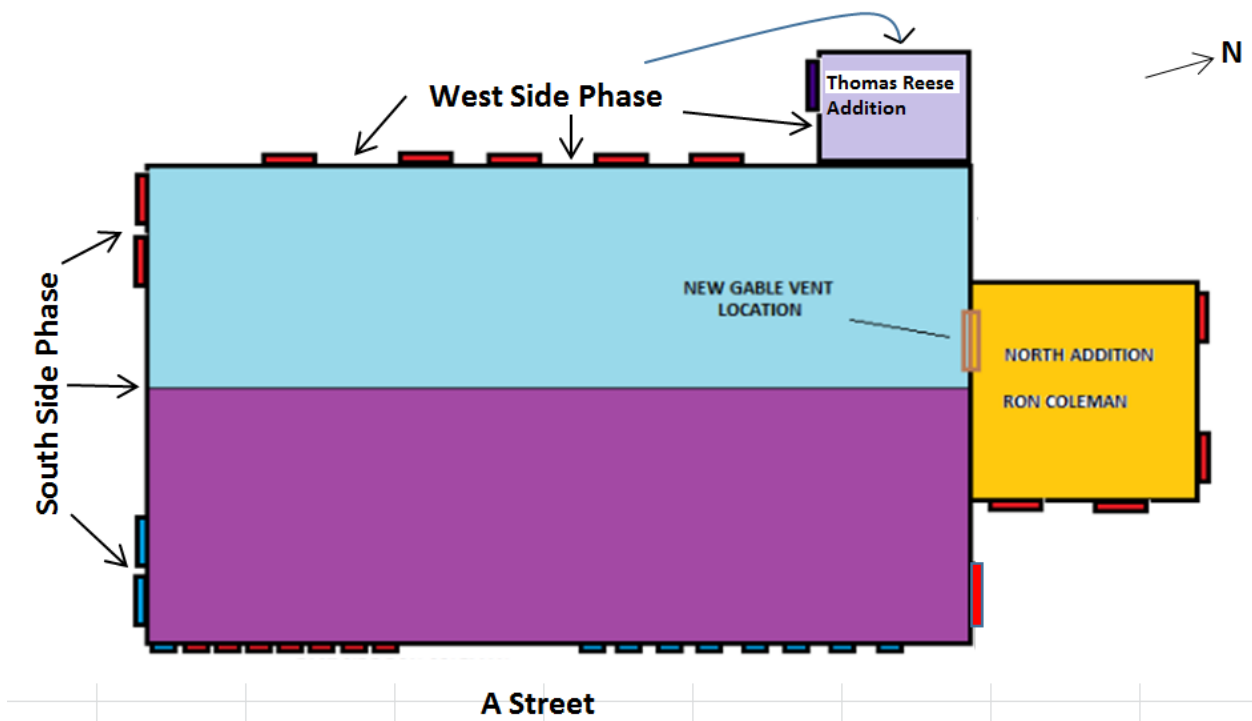 N
Thomas Reese
Addition
West Side Phase
South Side Phase
NEW GABLE VENT
LOCATION
NORTH ADDITION
RON COLEMAN
A Street